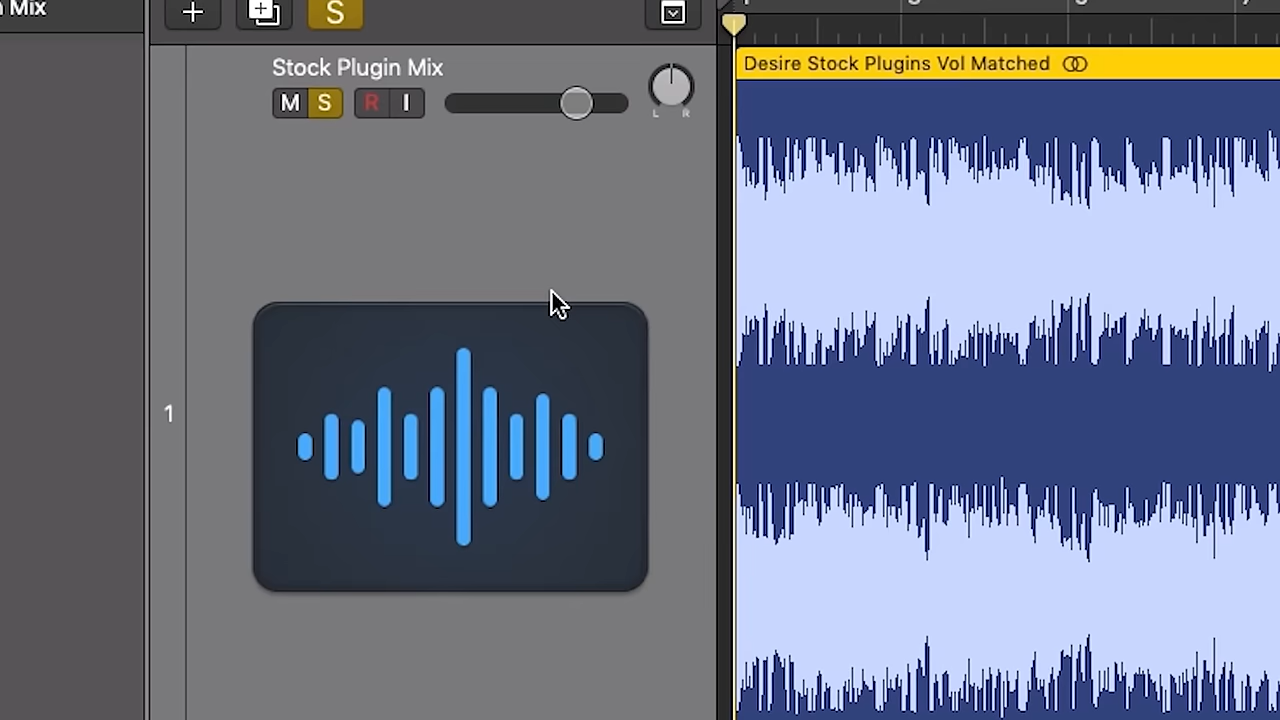 Mix
S
Stock Plugin Mix
M S R I
L R
Desire Stock Plugins Vol Matched
1